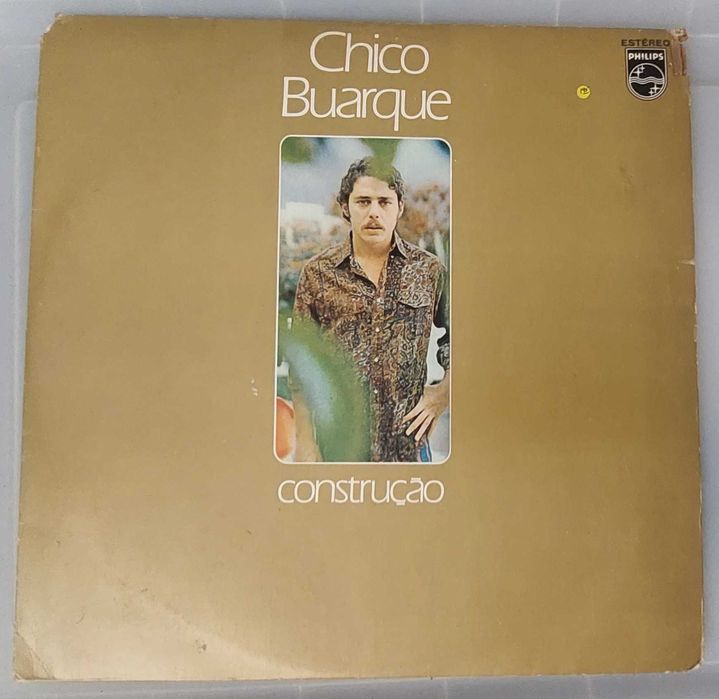 Chico
Buarque
ESTÉREO
PHILIPS
construção